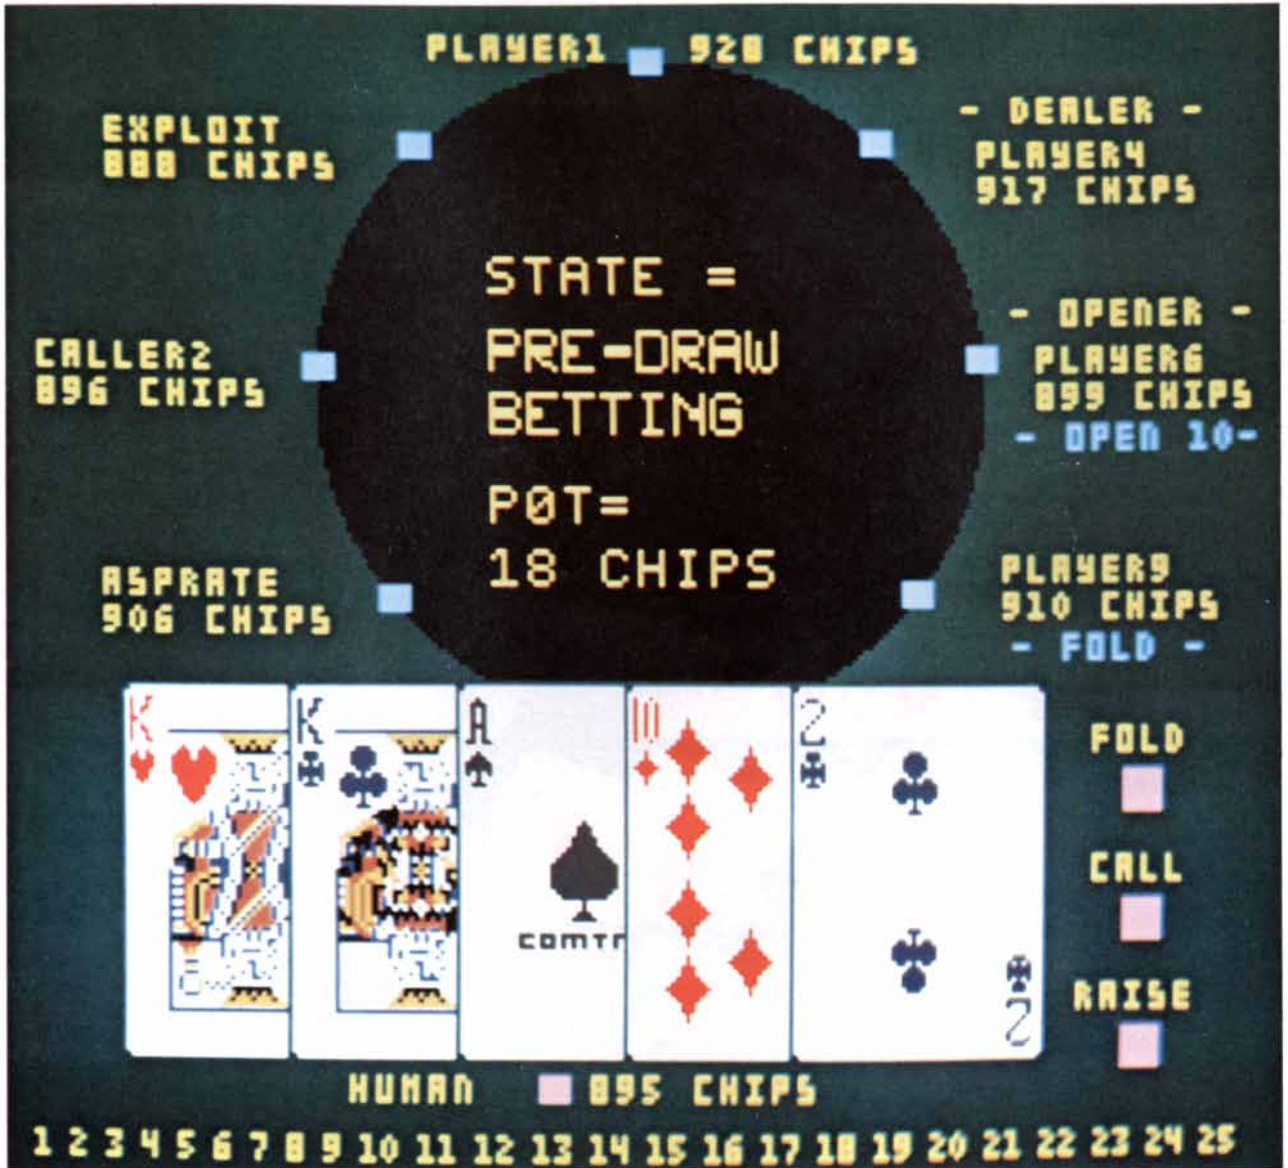 PLAYER1 928 CHIPS
EXPLOIT
888 CHIPS
- DEALER -
PLAYER4
917 CHIPS
STATE =
PRE-DRAW
BETTING
POT=
18 CHIPS
CALLER2
896 CHIPS
- OPENER -
PLAYER6
899 CHIPS
- OPEN 10-
ASPRATE
906 CHIPS
PLAYER9
910 CHIPS
- FOLD -
K
K
A
10
2
COMTR
2
FOLD
CALL
RAISE
HUMAN 895 CHIPS
1 2 3 4 5 6 7 8 9 10 11 12 13 14 15 16 17 18 19 20 21 22 23 24 25